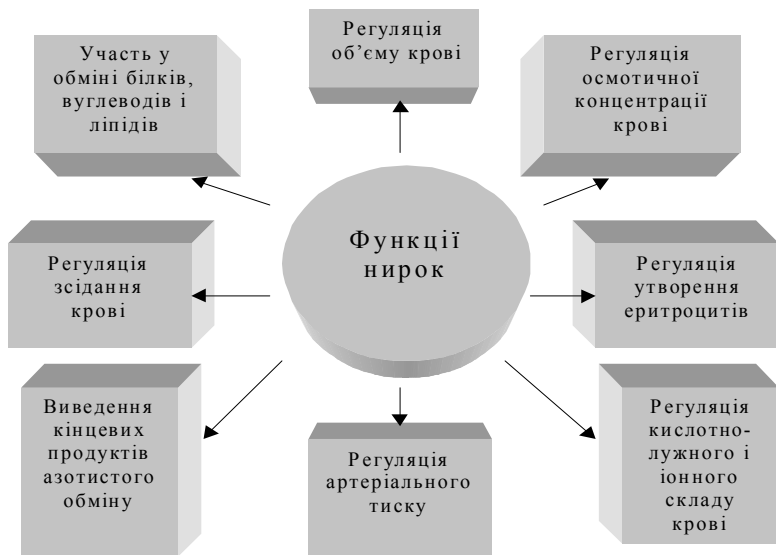 Участь у
обміні білків,
вуглеводів і
ліпідів
Регуляція
об’єму крові
Регуляція
осмотичної
концентрації
крові
Функції
нирок
Регуляція
зсідання
крові
Регуляція
утворення
еритроцитів
Виведення
кінцевих
продуктів
азотистого
обміну
Регуляція
артеріального
тиску
Регуляція
кислотно-
лужного і
іонного
складу
крові